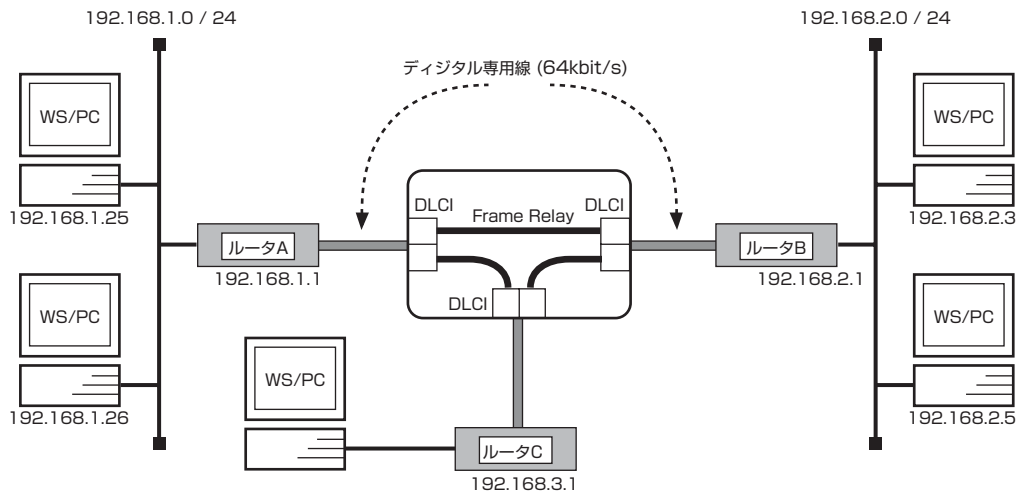 192.168.1.0 / 24
192.168.2.0 / 24
ディジタル専用線 (64kbit/s)
WS/PC
WS/PC
192.168.1.25
192.168.2.3
DLCI
Frame Relay
DLCI
ルータA
ルータB
192.168.1.1
192.168.2.1
DLCI
WS/PC
WS/PC
WS/PC
192.168.1.26
192.168.2.5
ルータC
192.168.3.1